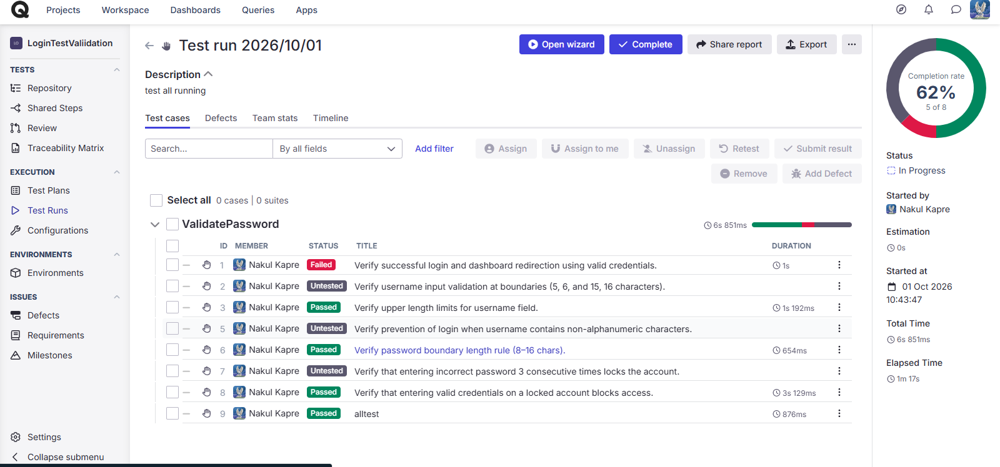 Projects
Workspace
Dashboards
Queries
Apps
LO LoginTestValiidation
TESTS
Repository
Shared Steps
Review
Traceability Matrix
EXECUTION
Test Plans
Test Runs
Configurations
ENVIRONMENTS
Environments
ISSUES
Defects
Requirements
Milestones
Settings
Collapse submenu
Test run 2026/10/01
Open wizard
Complete
Share report
Export
Description
test all running
Test cases
Defects
Team stats
Timeline
Search...
By all fields
Add filter
Assign
Assign to me
Unassign
Retest
Submit result
Remove
Add Defect
Select all 0 cases | 0 suites
ValidatePassword 6s 851ms
ID MEMBER STATUS TITLE DURATION
1 Nakul Kapre Failed Verify successful login and dashboard redirection using valid credentials. 1s
2 Nakul Kapre Untested Verify username input validation at boundaries (5, 6, and 15, 16 characters).
3 Nakul Kapre Passed Verify upper length limits for username field. 1s 192ms
5 Nakul Kapre Untested Verify prevention of login when username contains non-alphanumeric characters.
6 Nakul Kapre Passed Verify password boundary length rule (8–16 chars). 654ms
7 Nakul Kapre Untested Verify that entering incorrect password 3 consecutive times locks the account.
8 Nakul Kapre Passed Verify that entering valid credentials on a locked account blocks access. 3s 129ms
9 Nakul Kapre Passed alltest 876ms
Completion rate
62%
5 of 8
Status
In Progress
Started by
Nakul Kapre
Estimation
0s
Started at
01 Oct 2026
10:43:47
Total Time
6s 851ms
Elapsed Time
1m 17s